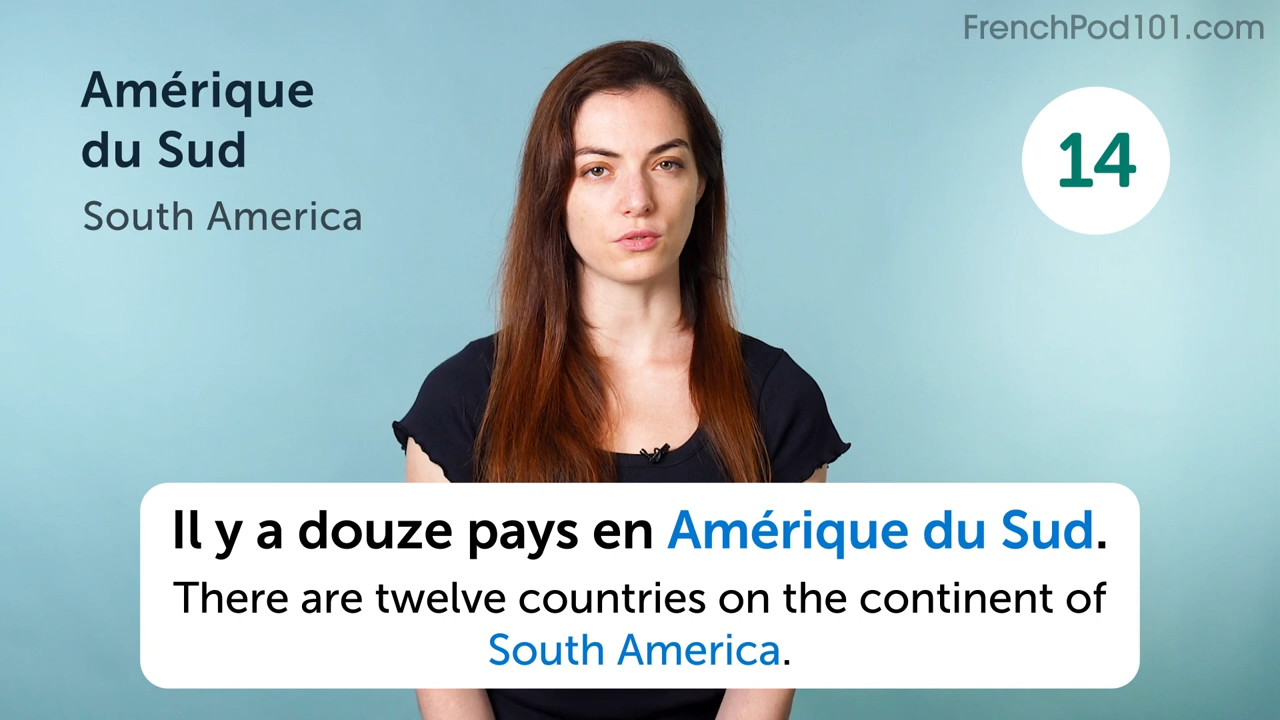 FrenchPod101.com
Amérique
du Sud
South America
14
Il y a douze pays en Amérique du Sud.
There are twelve countries on the continent of
South America.